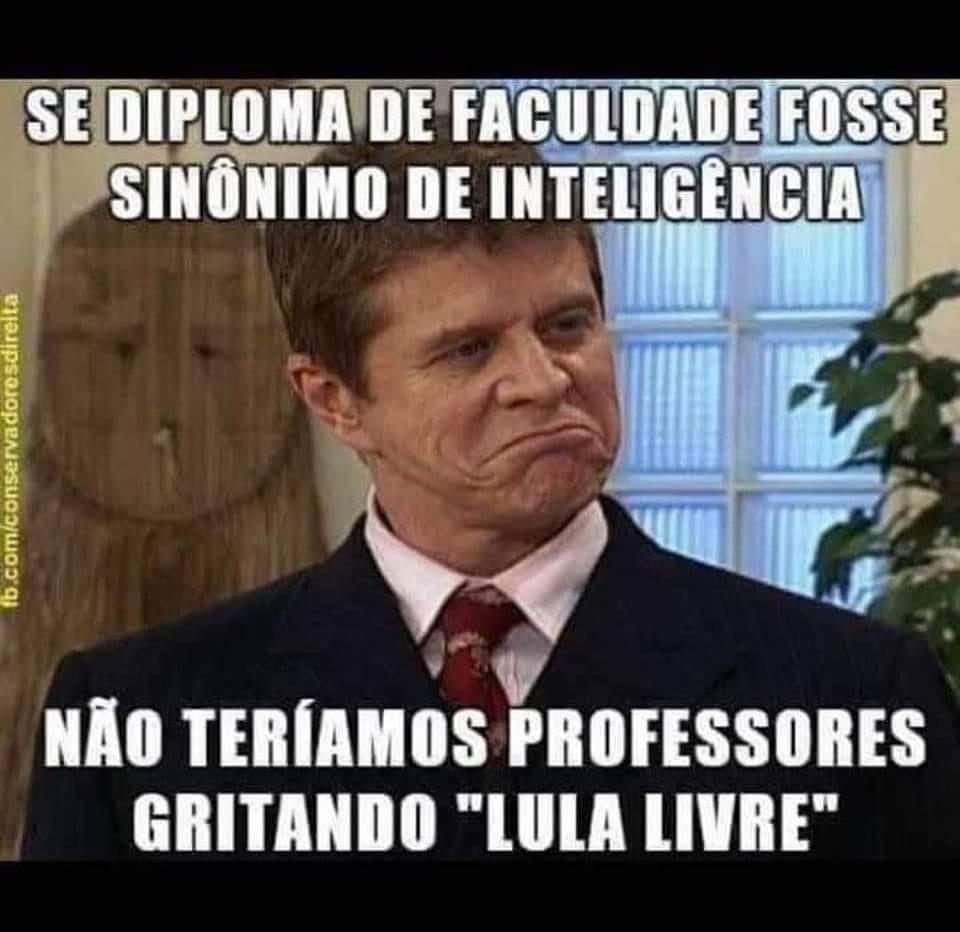 SE DIPLOMA DE FACULDADE FOSSE
SINÔNIMO DE INTELIGÊNCIA
fb.com/conservadoresdireita
NÃO TERÍAMOS PROFESSORES
GRITANDO "LULA LIVRE"